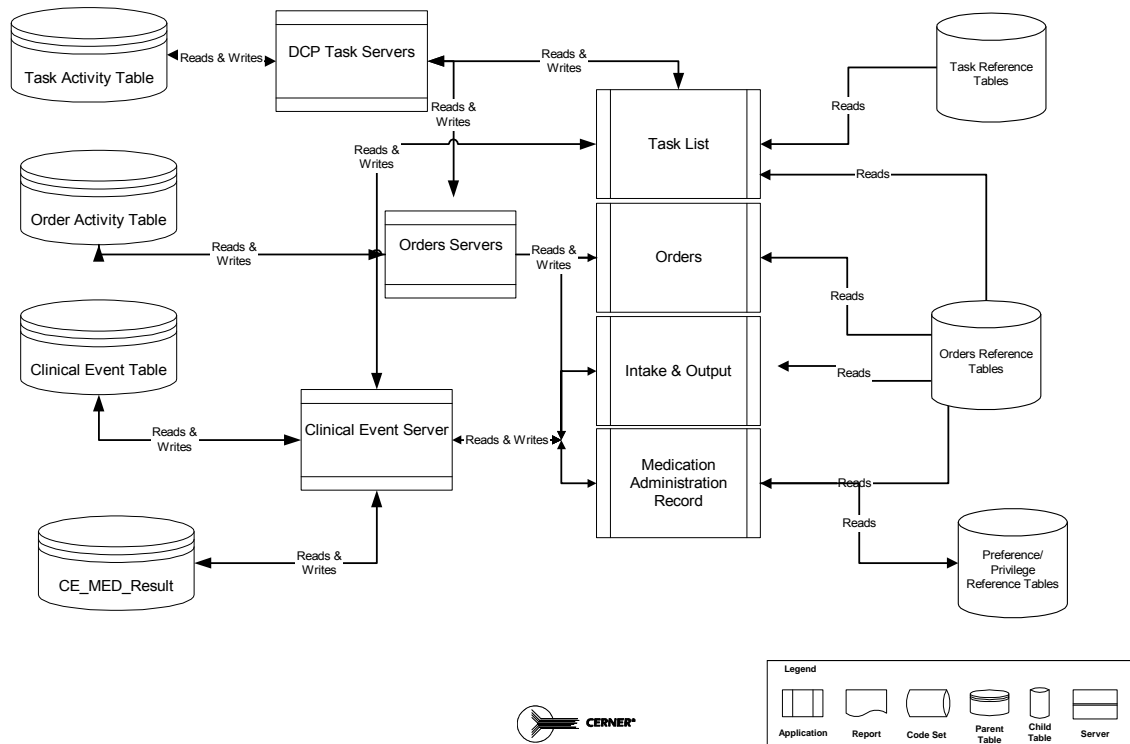 DCP Task Servers
Task Activity Table
Reads & Writes
Reads &
Writes
Task Reference
Tables
Reads &
Writes
Reads
Reads &
Writes
Task List
Reads
Order Activity Table
Orders Servers
Reads &
Writes
Reads &
Writes
Orders
Reads
Clinical Event Table
Intake & Output
Reads
Orders Reference
Tables
Reads &
Writes
Clinical Event Server
Reads & Writes
Medication
Administration
Record
Reads
Reads
CE_MED_Result
Reads &
Writes
Preference/
Privilege
Reference Tables
Legend
Application
Report
Code Set
Parent
Table
Child
Table
Server
CERNER®